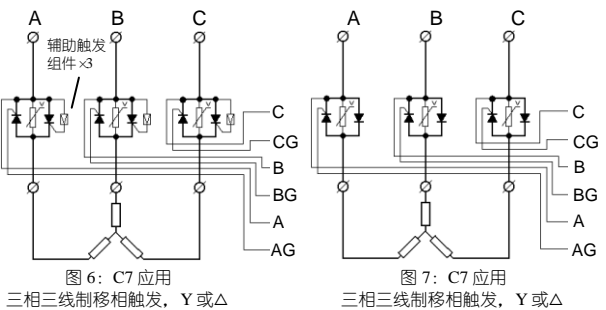 A B C
辅助触发
组件×3
C
CG
B
BG
A
AG
图 6：C7 应用
三相三线制移相触发，Y 或△
A B C
C
CG
B
BG
A
AG
图 7：C7 应用
三相三线制移相触发，Y 或△